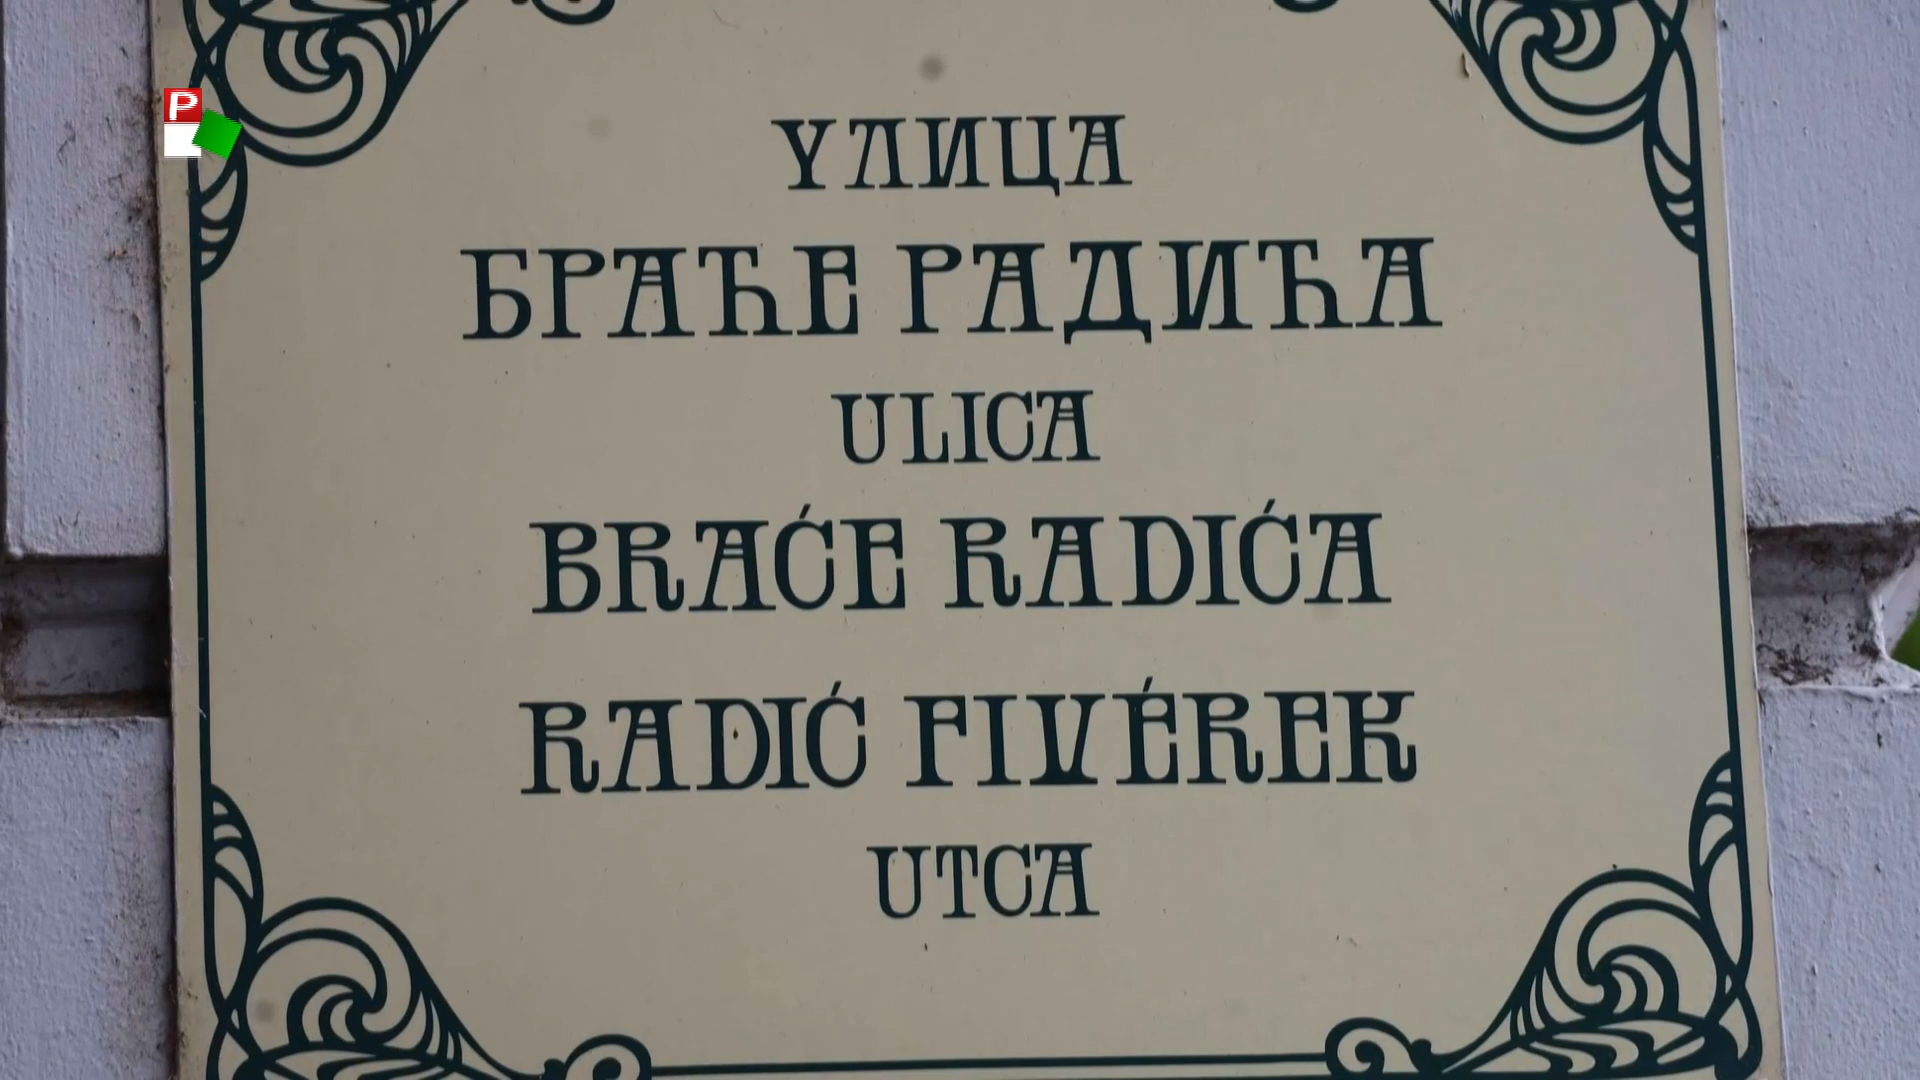 P
УЛИЦА
БРАЋЕ РАДИЋА
ULICA
BRAĆE RADIĆA
RADIĆ FIVÉREK
UTCA